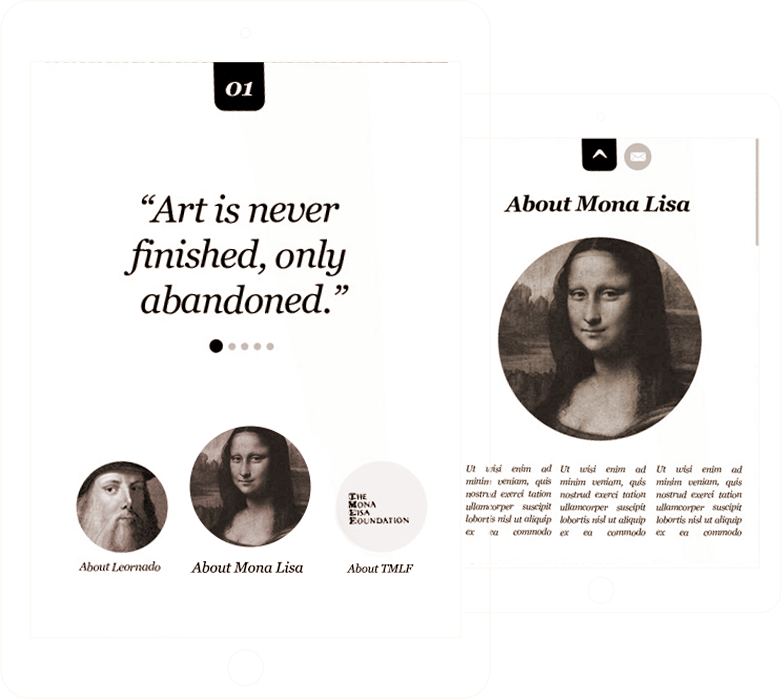 01
“Art is never
finished, only
abandoned.”
THE
MONA
LISA
FOUNDATION
About Leornado
About Mona Lisa
About TMLF
About Mona Lisa
Ut wisi enim ad
minim veniam, quis
nostrud exerci tation
ullamcorper suscipit
lobortis nisl ut aliquip
ex ea commodo
Ut wisi enim ad
minim veniam, quis
nostrud exerci tation
ullamcorper suscipit
lobortis nisl ut aliquip
ex ea commodo
Ut wisi enim ad
minim veniam, quis
nostrud exerci tation
ullamcorper suscipit
lobortis nisl ut aliquip
ex ea commodo